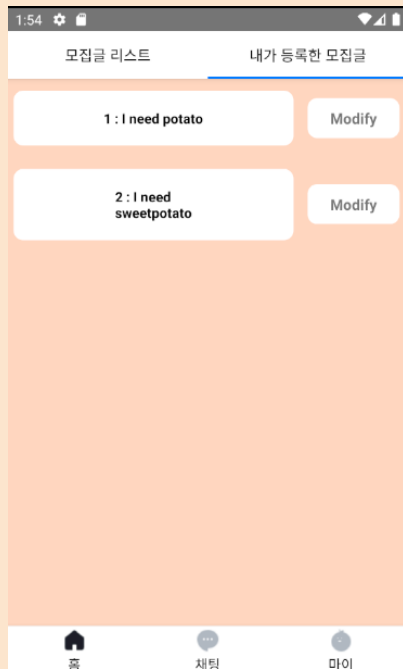 1:54
모집글 리스트
내가 등록한 모집글
1 : I need potato
Modify
2 : I need
sweetpotato
Modify
홈
채팅
마이